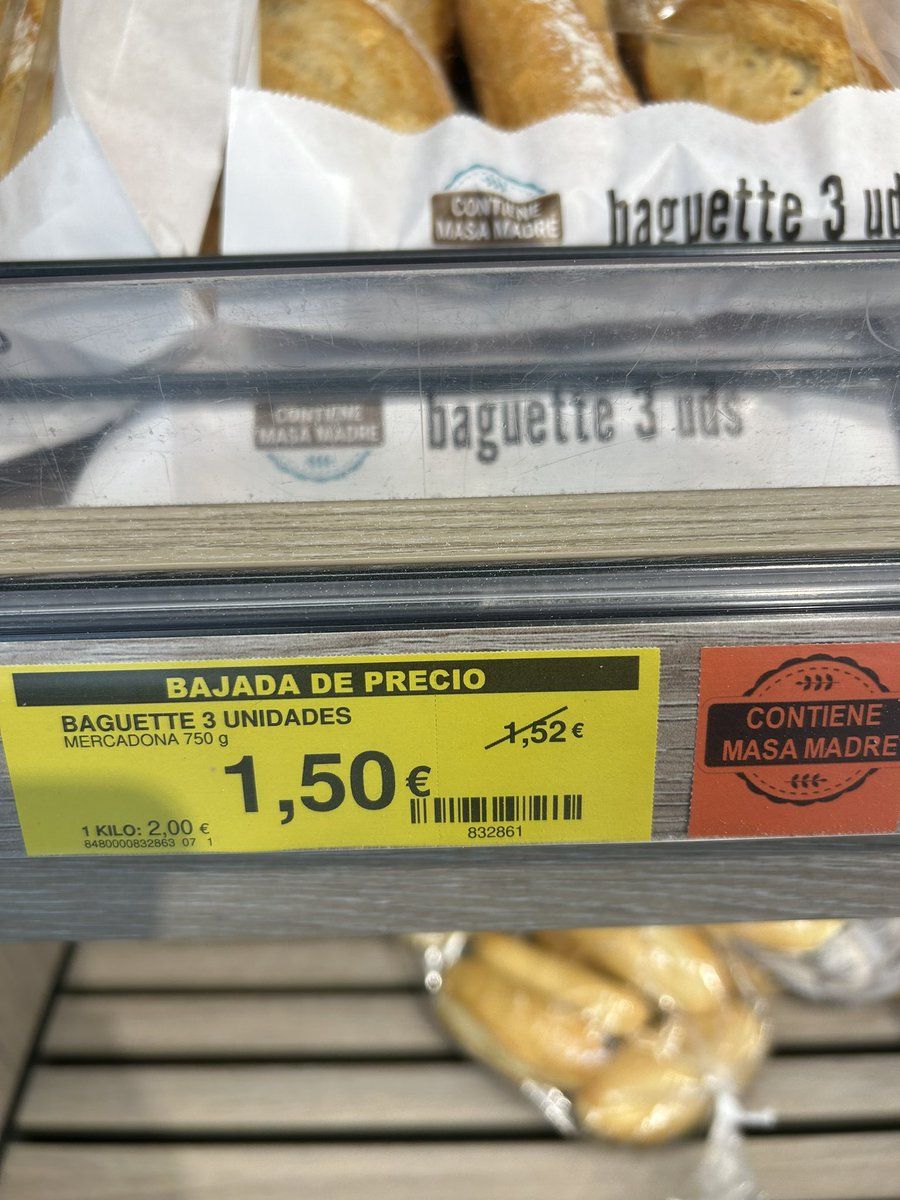 CONTIENE
MASA MADRE
baguette 3 ud
CONTIENE
MASA MADRE
baguette 3 uds
BAJADA DE PRECIO
BAGUETTE 3 UNIDADES
MERCADONA 750 g
1,52 €
1,50 €
1 KILO: 2,00 €
8480000832863 07 1
832861
CONTIENE
MASA MADRE